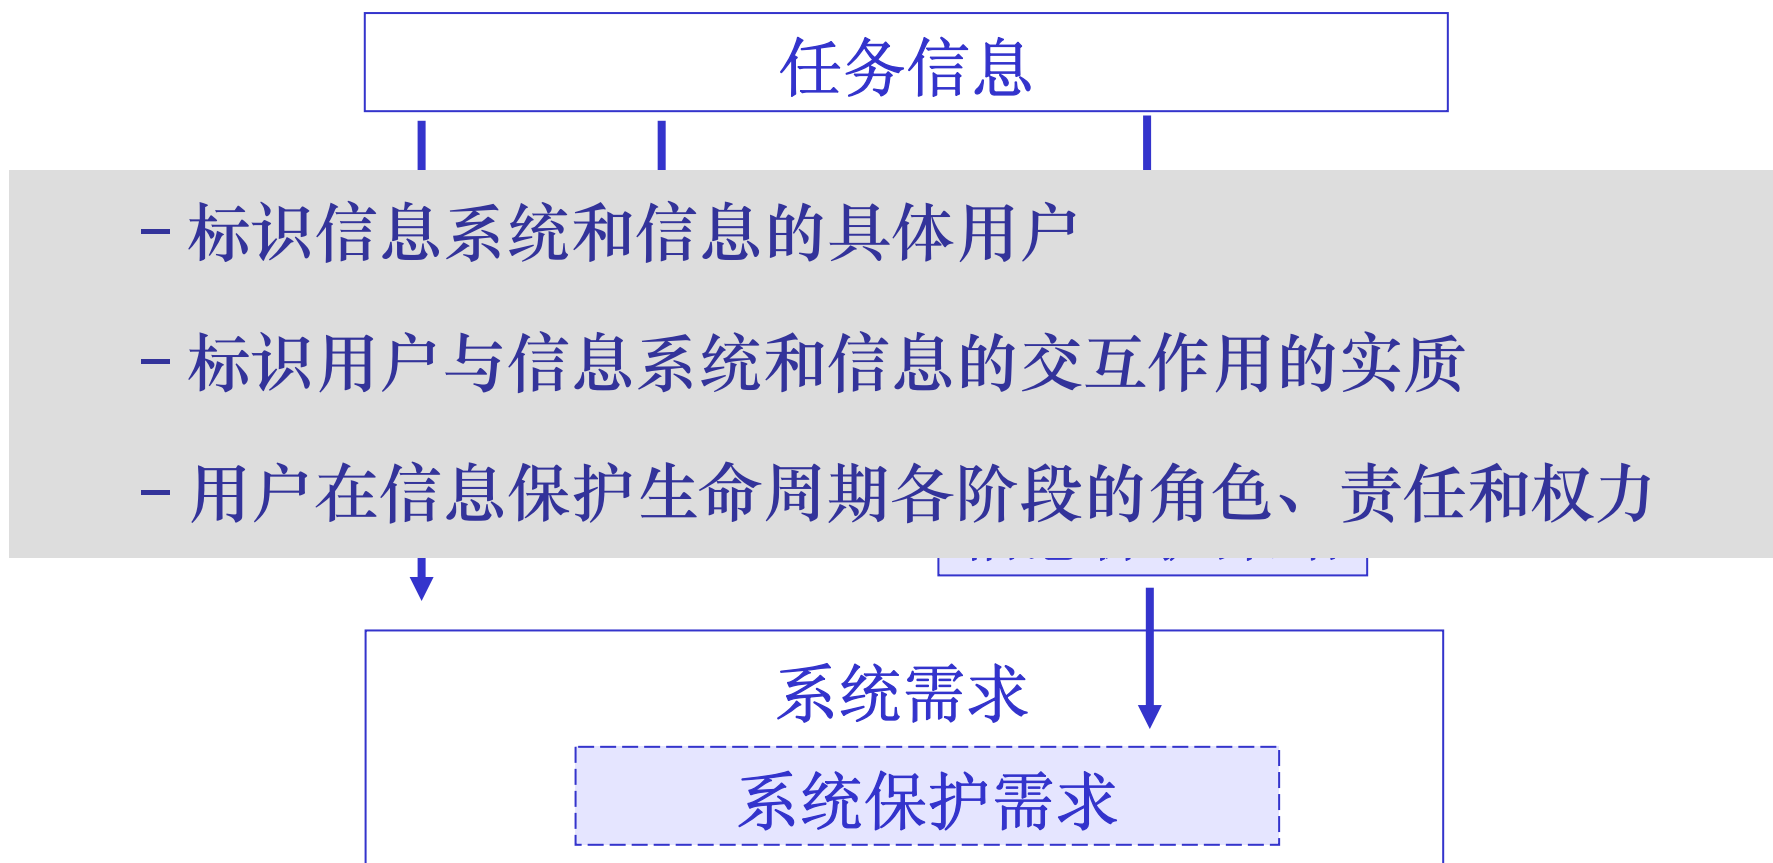 任务信息
– 标识信息系统和信息的具体用户
– 标识用户与信息系统和信息的交互作用的实质
– 用户在信息保护生命周期各阶段的角色、责任和权力
系统需求
系统保护需求